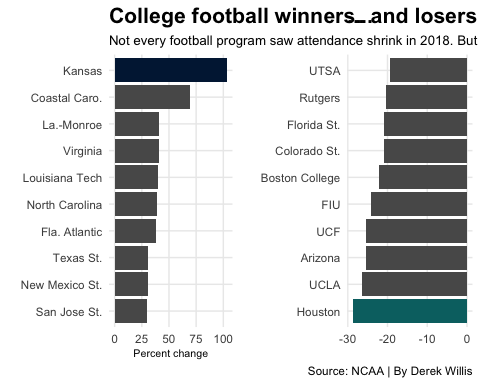 College football winners and losers
Not every football program saw attendance shrink in 2018. But
Kansas
Coastal Caro.
La.-Monroe
Virginia
Louisiana Tech
North Carolina
Fla. Atlantic
Texas St.
New Mexico St.
San Jose St.
0 25 50 75 100
Percent change
UTSA
Rutgers
Florida St.
Colorado St.
Boston College
FIU
UCF
Arizona
UCLA
Houston
-30 -20 -10 0
Source: NCAA | By Derek Willis